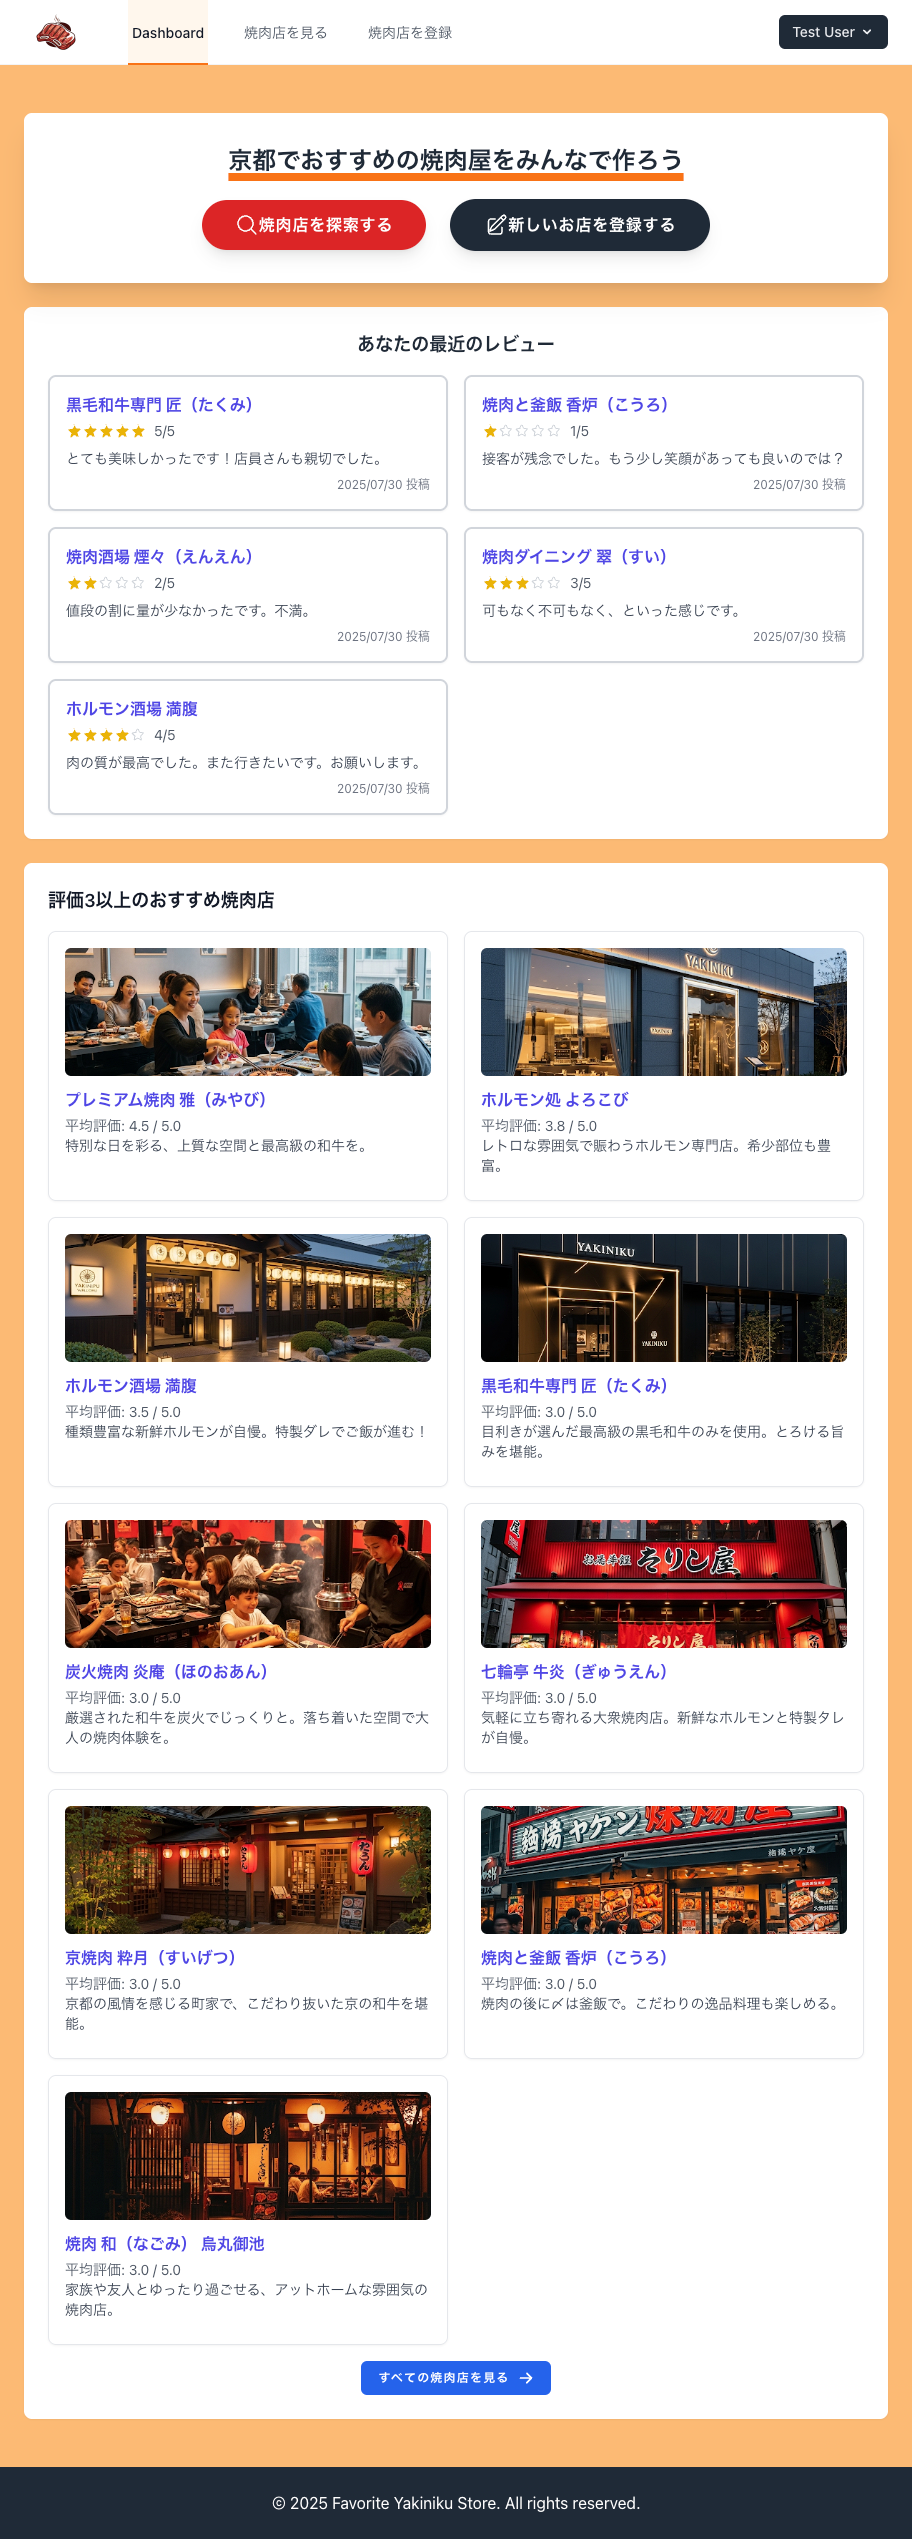 Dashboard
焼肉店を見る
焼肉店を登録
Test User
京都でおすすめの焼肉屋をみんなで作ろう
焼肉店を探索する
新しいお店を登録する
あなたの最近のレビュー
黒毛和牛専門 匠（たくみ）
5/5
とても美味しかったです！店員さんも親切でした。
2025/07/30 投稿
焼肉と釜飯 香炉（こうろ）
1/5
接客が残念でした。もう少し笑顔があっても良いのでは？
2025/07/30 投稿
焼肉酒場 煙々（えんえん）
2/5
値段の割に量が少なかったです。不満。
2025/07/30 投稿
焼肉ダイニング 翠（すい）
3/5
可もなく不可もなく、といった感じです。
2025/07/30 投稿
ホルモン酒場 満腹
4/5
肉の質が最高でした。また行きたいです。お願いします。
2025/07/30 投稿
評価3以上のおすすめ焼肉店
プレミアム焼肉 雅（みやび）
平均評価: 4.5 / 5.0
特別な日を彩る、上質な空間と最高級の和牛を。
YAKINIKU
YAKINIKU
ホルモン処 よろこび
平均評価: 3.8 / 5.0
レトロな雰囲気で賑わうホルモン専門店。希少部位も豊
富。
ホルモン酒場 満腹
平均評価: 3.5 / 5.0
種類豊富な新鮮ホルモンが自慢。特製ダレでご飯が進む！
YAKINIKU
YAKINIKU
黒毛和牛専門 匠（たくみ）
平均評価: 3.0 / 5.0
目利きが選んだ最高級の黒毛和牛のみを使用。とろける旨
みを堪能。
炭火焼肉 炎庵（ほのおあん）
平均評価: 3.0 / 5.0
厳選された和牛を炭火でじっくりと。落ち着いた空間で大
人の焼肉体験を。
七輪亭 牛炎（ぎゅうえん）
平均評価: 3.0 / 5.0
気軽に立ち寄れる大衆焼肉店。新鮮なホルモンと特製タレ
が自慢。
京焼肉 粋月（すいげつ）
平均評価: 3.0 / 5.0
京都の風情を感じる町家で、こだわり抜いた京の和牛を堪
能。
焼肉と釜飯 香炉（こうろ）
平均評価: 3.0 / 5.0
焼肉の後に〆は釜飯で。こだわりの逸品料理も楽しめる。
焼肉 和（なごみ） 烏丸御池
平均評価: 3.0 / 5.0
家族や友人とゆったり過ごせる、アットホームな雰囲気の
焼肉店。
すべての焼肉店を見る
© 2025 Favorite Yakiniku Store. All rights reserved.